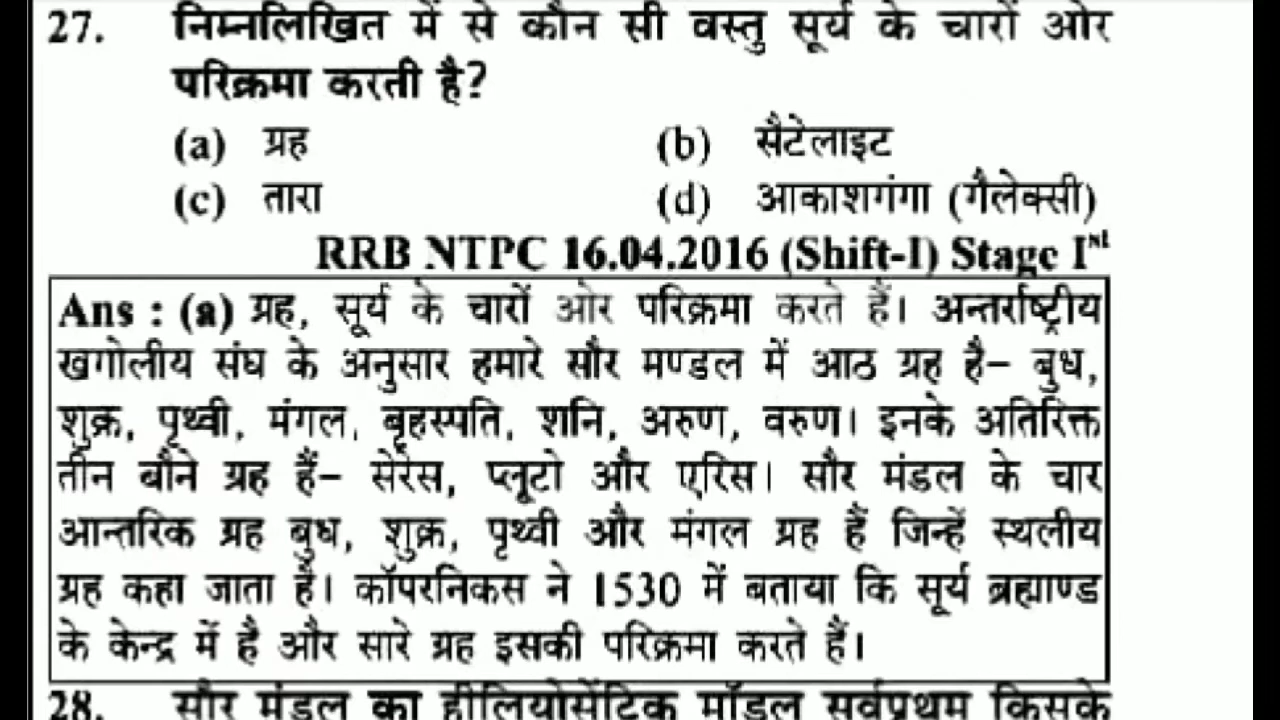 27. निम्नलिखित में से कौन सी वस्तु सूर्य के चारों ओर
परिक्रमा करती है?
(a) ग्रह (b) सैटेलाइट
(c) तारा (d) आकाशगंगा (गैलेक्सी)
RRB NTPC 16.04.2016 (Shift-I) Stage Ist
Ans : (a) ग्रह, सूर्य के चारों ओर परिक्रमा करते हैं। अन्तर्राष्ट्रीय
खगोलीय संघ के अनुसार हमारे सौर मण्डल में आठ ग्रह है– बुध,
शुक्र, पृथ्वी, मंगल, बृहस्पति, शनि, अरुण, वरुण। इनके अतिरिक्त
तीन बौने ग्रह हैं– सेरेस, प्लूटो और एरिस। सौर मंडल के चार
आन्तरिक ग्रह बुध, शुक्र, पृथ्वी और मंगल ग्रह हैं जिन्हें स्थलीय
ग्रह कहा जाता है। कॉपरनिकस ने 1530 में बताया कि सूर्य ब्रह्माण्ड
के केन्द्र में है और सारे ग्रह इसकी परिक्रमा करते हैं।
28. सौर मंडल का हीलियोसेंट्रिक मॉडल सर्वप्रथम किसके